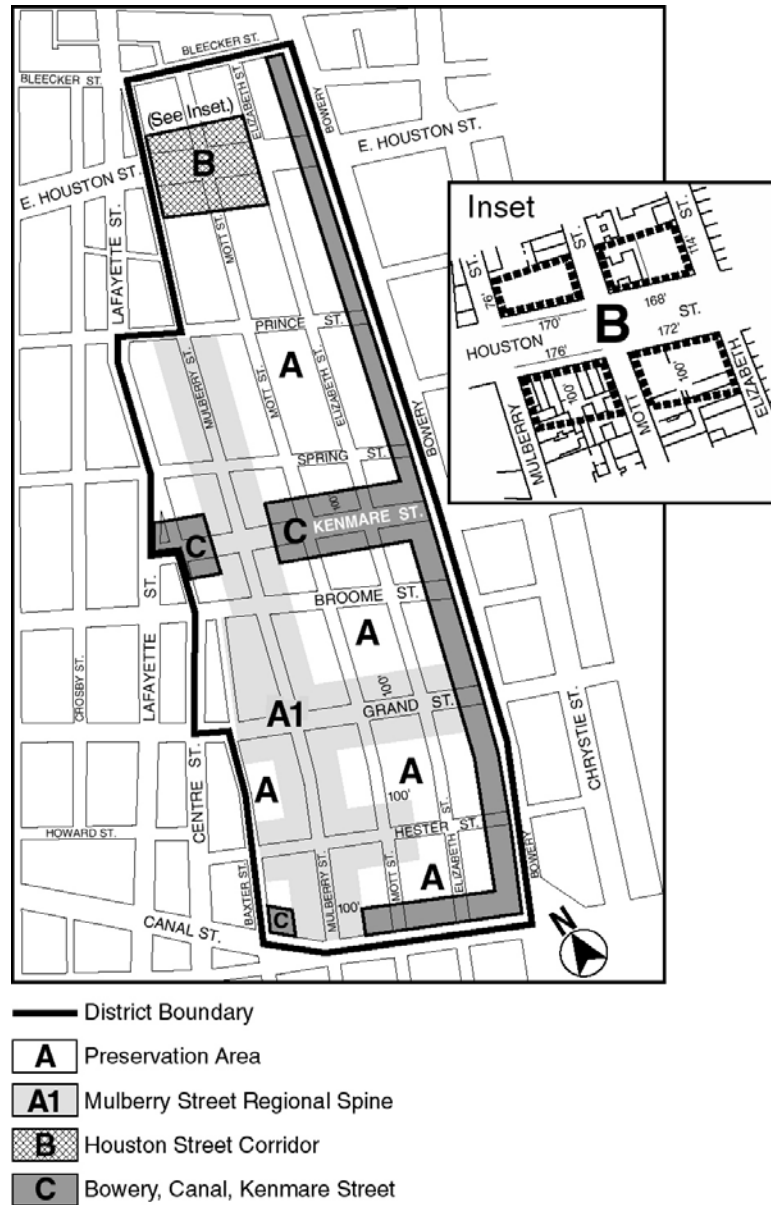 BLEECKER ST.
BLEECKER ST.
(See Inset.)
ELIZABETH ST.
BOWERY
E. HOUSTON ST.
E. HOUSTON ST.
B
LAFAYETTE ST.
MOTT ST.
PRINCE ST.
MULBERRY ST.
MOTT ST.
A
ELIZABETH ST.
BOWERY
SPRING ST.
100'
C
C
KENMARE ST.
BROOME ST.
LAFAYETTE ST.
CROSBY ST.
A
100'
A1
GRAND ST.
CHRYSTIE ST.
CENTRE ST.
A
A
100'
HOWARD ST.
HESTER ST.
BAXTER ST.
MULBERRY ST.
MOTT ST.
ELIZABETH ST.
A
BOWERY
CANAL ST.
C
100'
N
Inset
ST.
ST.
ST.
76'
114'
170'
B
168'
HOUSTON ST.
176'
172'
100'
100'
MULBERRY
MOTT
ELIZABETH
District Boundary
A Preservation Area
A1 Mulberry Street Regional Spine
B Houston Street Corridor
C Bowery, Canal, Kenmare Street